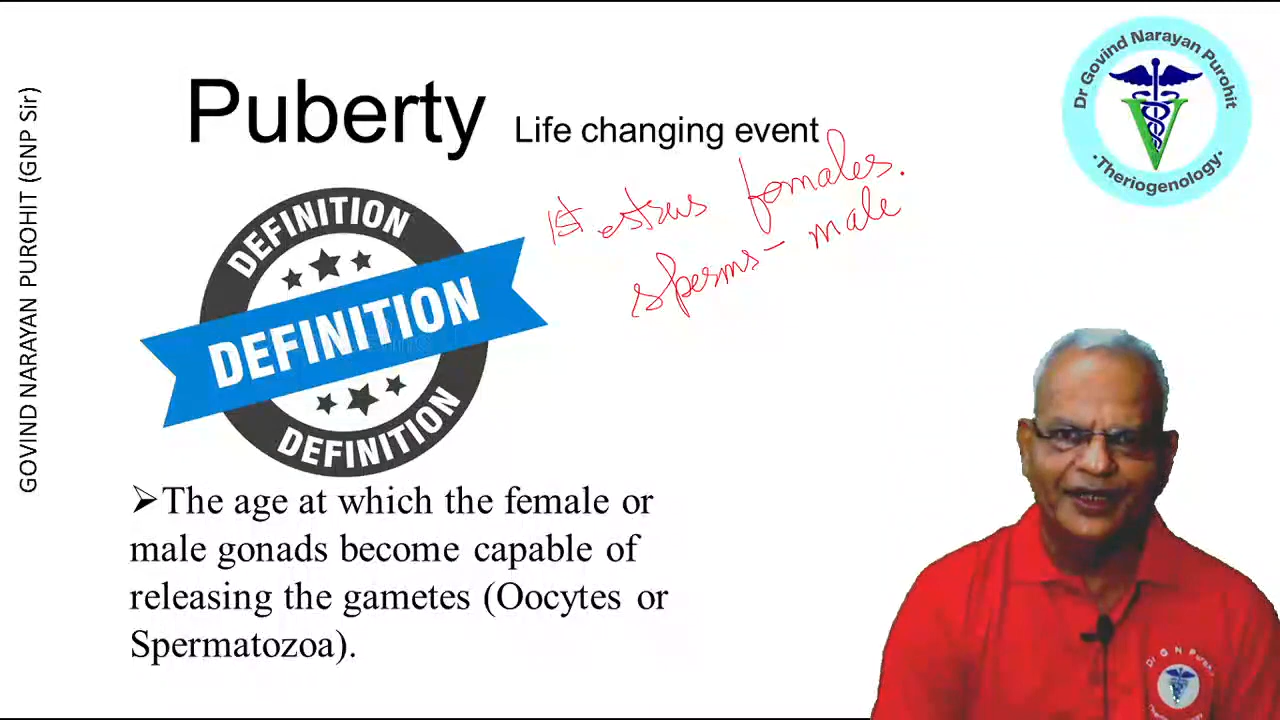 GOVIND NARAYAN PUROHIT (GNP Sir)
Puberty Life changing event
1st estrus females.
sperms - male
DEFINITION
DEFINITION
DEFINITION
➢The age at which the female or
male gonads become capable of
releasing the gametes (Oocytes or
Spermatozoa).
Dr Govind Narayan Purohit
·Theriogenology·
V
Dr G N Purohit